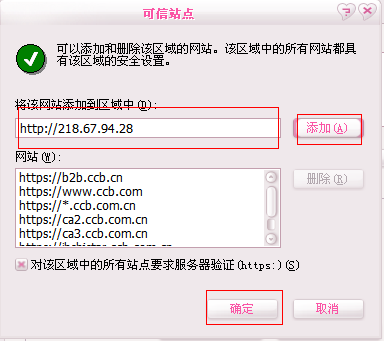 可信站点
可以添加和删除该区域的网站。该区域中的所有网站都具
有该区域的安全设置。
将该网站添加到区域中(D):
http://218.67.94.28
添加(A)
网站(W):
https://b2b.ccb.cn
https://www.ccb.com
https://*.ccb.com.cn
https://ca2.ccb.com.cn
https://ca3.ccb.com.cn
删除(R)
对该区域中的所有站点要求服务器验证(https:)(S)
确定
取消